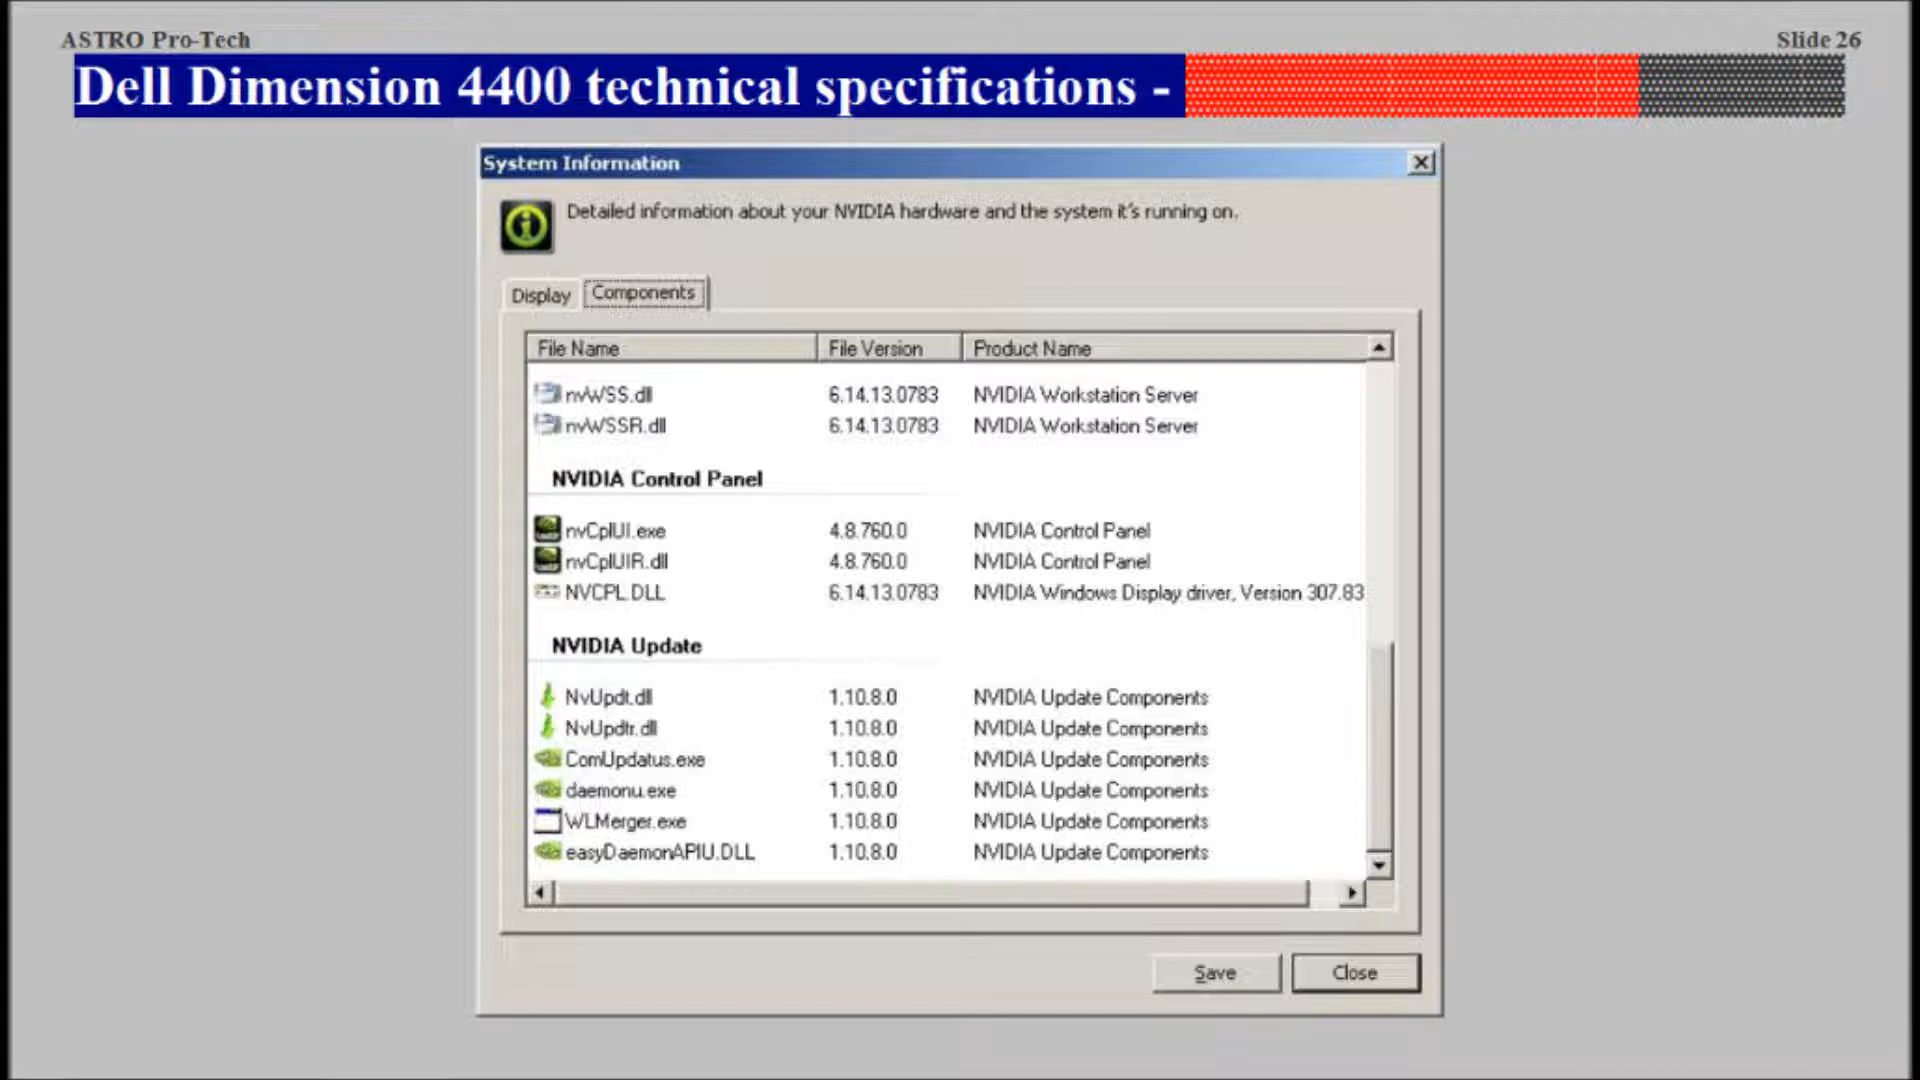 ASTRO Pro-Tech
Slide 26
Dell Dimension 4400 technical specifications -
System Information
Detailed information about your NVIDIA hardware and the system it's running on.
Display Components
File Name File Version Product Name
nvWSS.dll 6.14.13.0783 NVIDIA Workstation Server
nvWSSR.dll 6.14.13.0783 NVIDIA Workstation Server
NVIDIA Control Panel
nvCplUI.exe 4.8.760.0 NVIDIA Control Panel
nvCplUIR.dll 4.8.760.0 NVIDIA Control Panel
NVCPL.DLL 6.14.13.0783 NVIDIA Windows Display driver, Version 307.83
NVIDIA Update
NvUpdt.dll 1.10.8.0 NVIDIA Update Components
NvUpdtr.dll 1.10.8.0 NVIDIA Update Components
ComUpdatus.exe 1.10.8.0 NVIDIA Update Components
daemonu.exe 1.10.8.0 NVIDIA Update Components
WLMerger.exe 1.10.8.0 NVIDIA Update Components
easyDaemonAPIU.DLL 1.10.8.0 NVIDIA Update Components
Save Close